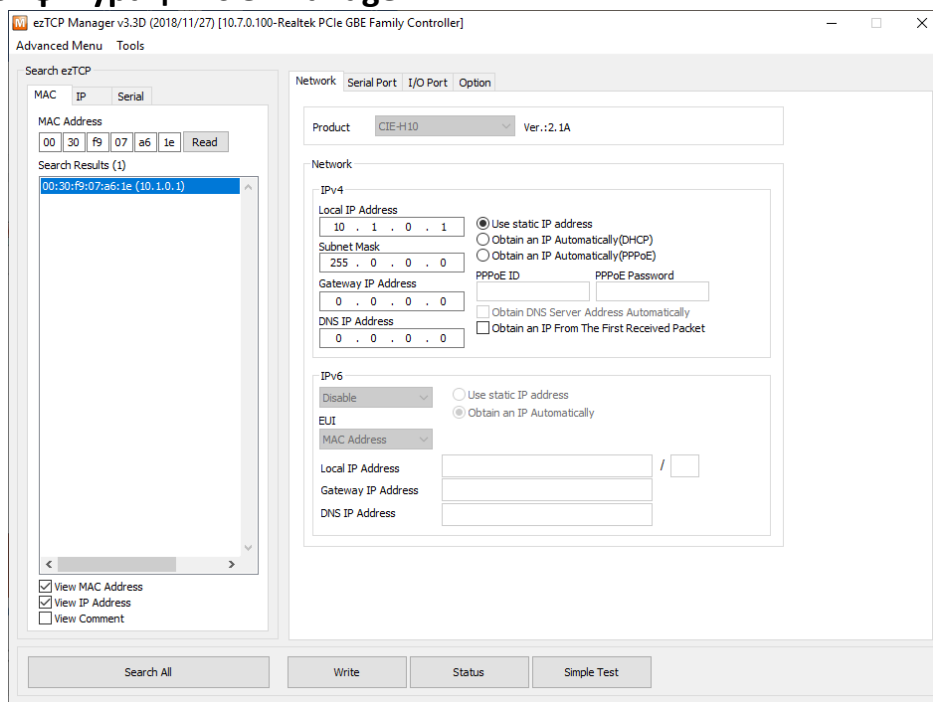 ezTCP Manager v3.3D (2018/11/27) [10.7.0.100-Realtek PCIe GBE Family Controller]
Advanced Menu Tools
Search ezTCP
MAC IP Serial
MAC Address
00 30 f9 07 a6 1e Read
Search Results (1)
00:30:f9:07:a6:1e (10.1.0.1)
View MAC Address
View IP Address
View Comment
Network Serial Port I/O Port Option
Product CIE-H10 Ver.:2.1A
Network
IPv4
Local IP Address
10 . 1 . 0 . 1
Subnet Mask
255 . 0 . 0 . 0
Gateway IP Address
0 . 0 . 0 . 0
DNS IP Address
0 . 0 . 0 . 0
Use static IP address
Obtain an IP Automatically(DHCP)
Obtain an IP Automatically(PPPoE)
PPPoE ID PPPoE Password
Obtain DNS Server Address Automatically
Obtain an IP From The First Received Packet
IPv6
Disable
Use static IP address
Obtain an IP Automatically
EUI
MAC Address
Local IP Address /
Gateway IP Address
DNS IP Address
Search All Write Status Simple Test